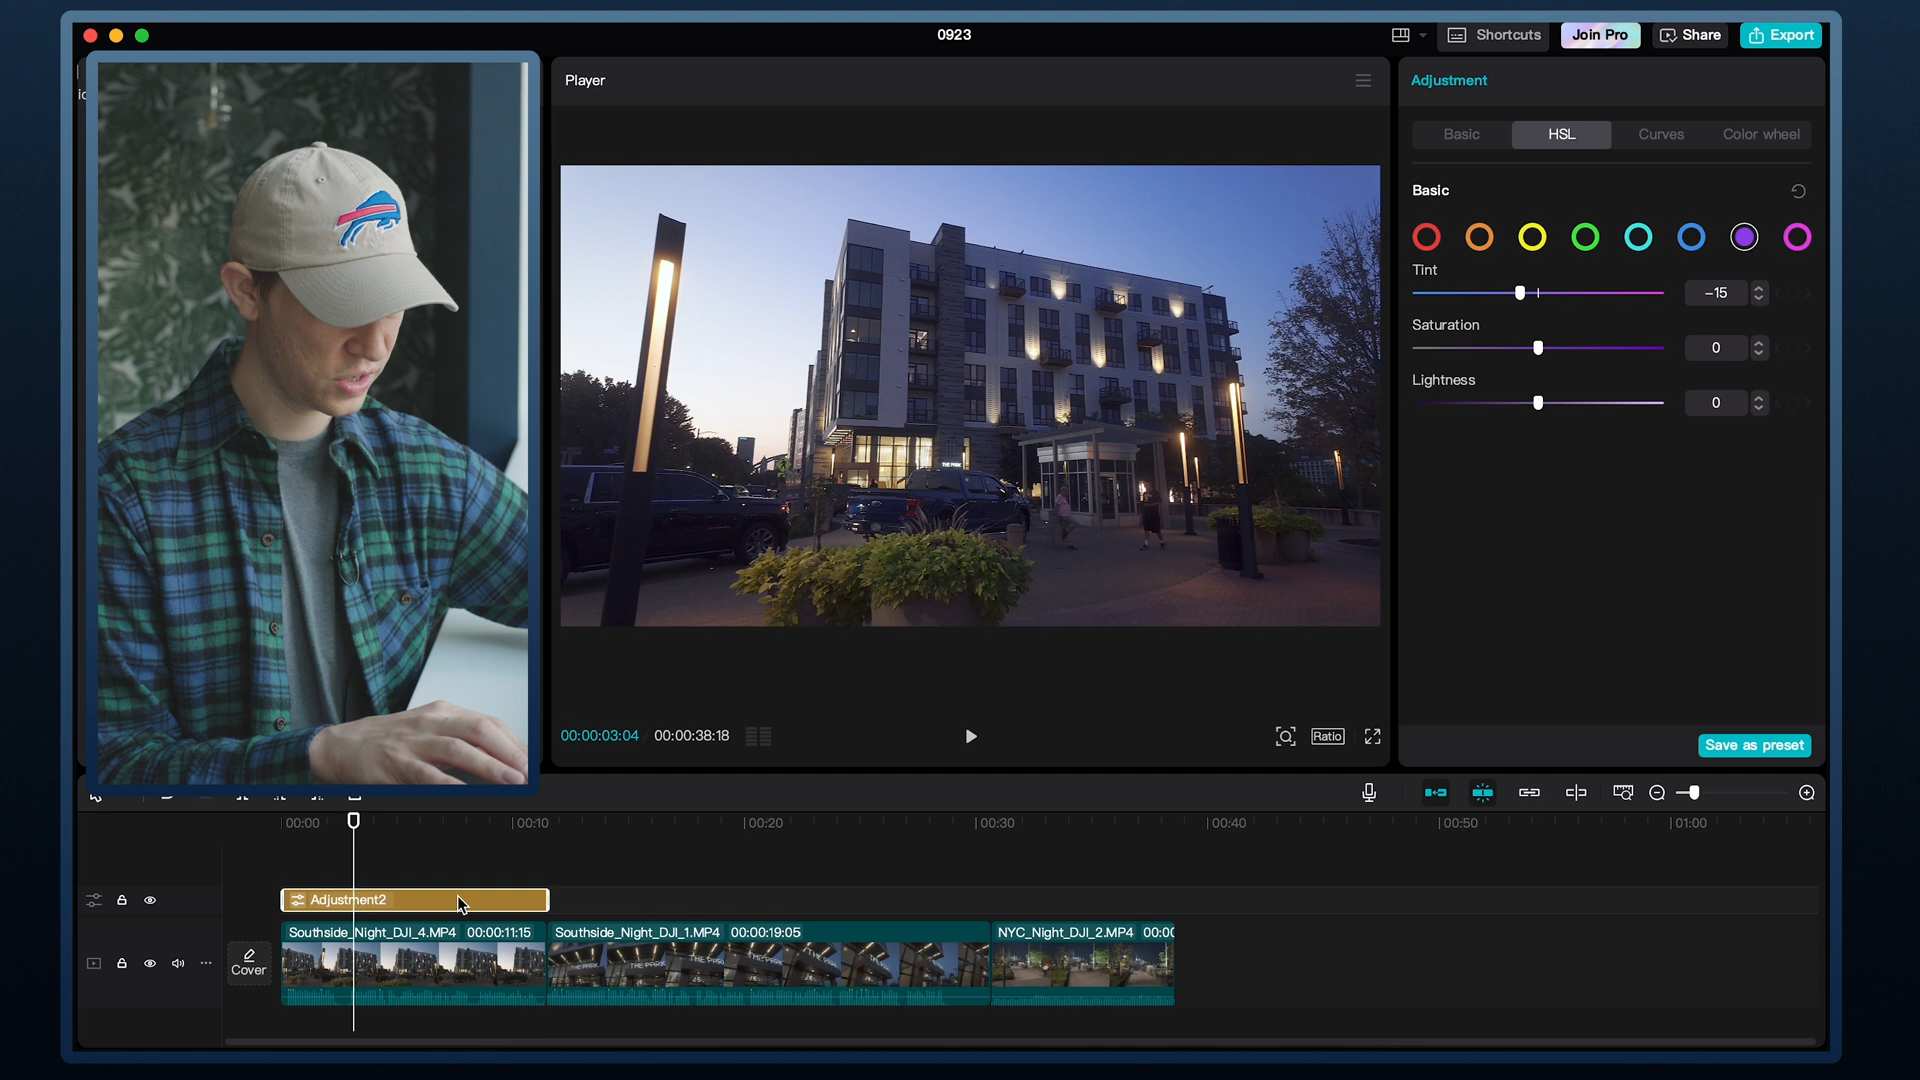 0923
Shortcuts
Join Pro
Share
Export
Player
Adjustment
Basic
HSL
Curves
Color wheel
Basic
Tint
-15
Saturation
0
Lightness
0
THE PARK
00:00:03:04
00:00:38:18
Ratio
Save as preset
00:00
00:10
00:20
00:30
00:40
00:50
01:00
Adjustment2
Cover
Southside_Night_DJI_4.MP4 00:00:11:15
Southside_Night_DJI_1.MP4 00:00:19:05
NYC_Night_DJI_2.MP4 00:00